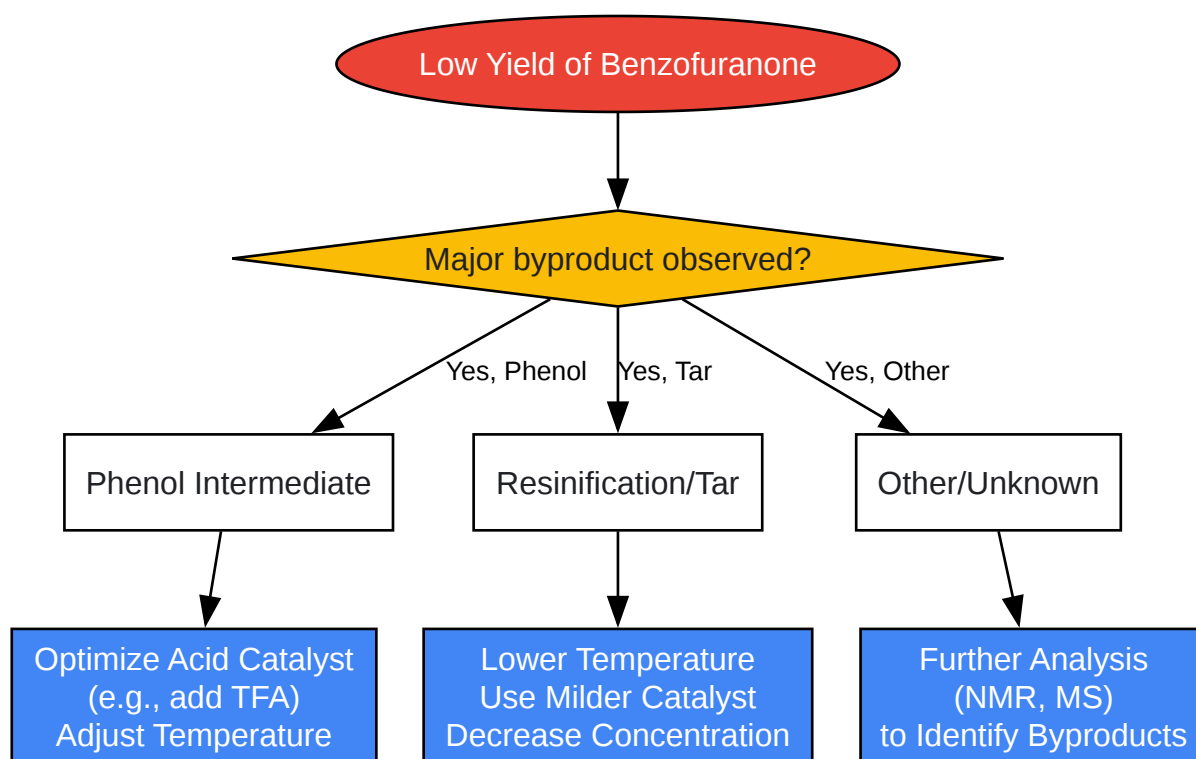 Low Yield of Benzofuranone
Major byproduct observed?
Yes, Phenol
Yes, Tar
Yes, Other
Phenol Intermediate
Resinification/Tar
Other/Unknown
Optimize Acid Catalyst
(e.g., add TFA)
Adjust Temperature
Lower Temperature
Use Milder Catalyst
Decrease Concentration
Further Analysis
(NMR, MS)
to Identify Byproducts